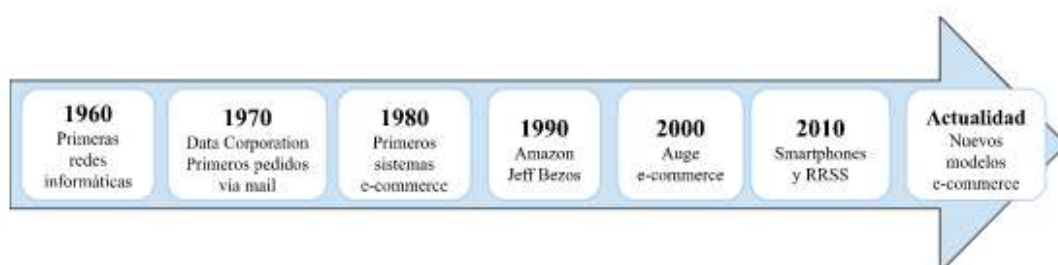 1960
Primeras
redes
informáticas
1970
Data Corporation
Primeros pedidos
via mail
1980
Primeros
sistemas
e-commerce
1990
Amazon
Jeff Bezos
2000
Auge
e-commerce
2010
Smartphones
y RRSS
Actualidad
Nuevos
modelos
e-commerce